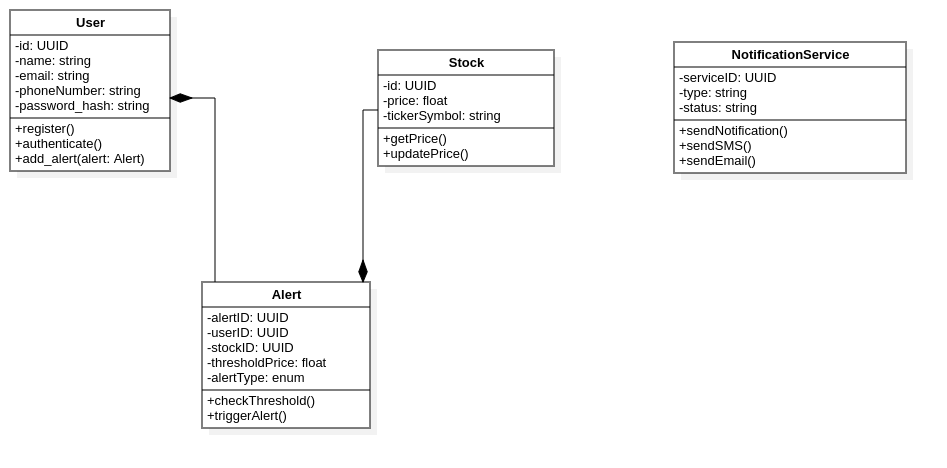 User
-id: UUID
-name: string
-email: string
-phoneNumber: string
-password_hash: string
+register()
+authenticate()
+add_alert(alert: Alert)
Stock
-id: UUID
-price: float
-tickerSymbol: string
+getPrice()
+updatePrice()
NotificationService
-serviceID: UUID
-type: string
-status: string
+sendNotification()
+sendSMS()
+sendEmail()
Alert
-alertID: UUID
-userID: UUID
-stockID: UUID
-thresholdPrice: float
-alertType: enum
+checkThreshold()
+triggerAlert()